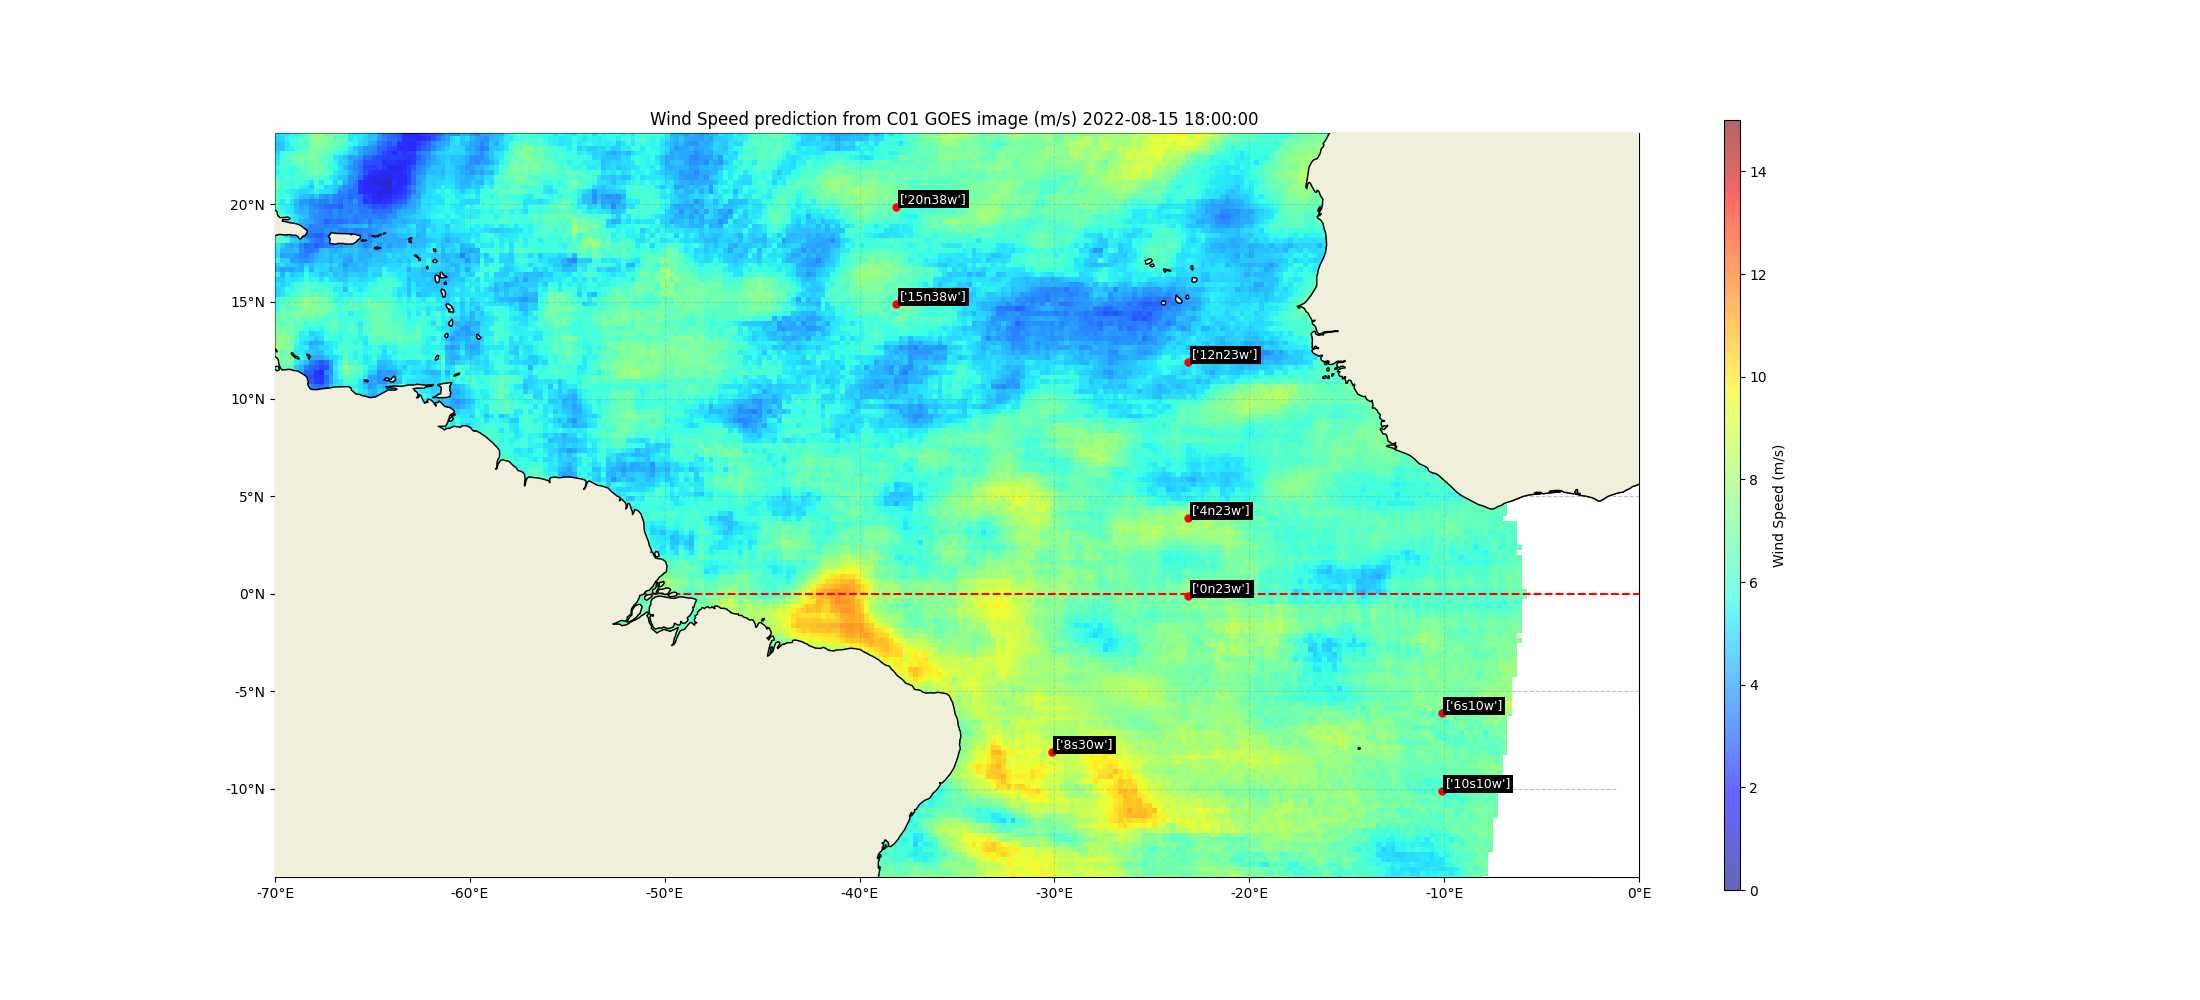 Wind Speed prediction from C01 GOES image (m/s) 2022-08-15 18:00:00
20°N
15°N
10°N
5°N
0°N
-5°N
-10°N
['20n38w']
['15n38w']
['12n23w']
['4n23w']
['0n23w']
['6s10w']
['8s30w']
['10s10w']
-70°E
-60°E
-50°E
-40°E
-30°E
-20°E
-10°E
0°E
14
12
10
8
6
4
2
0
Wind Speed (m/s)